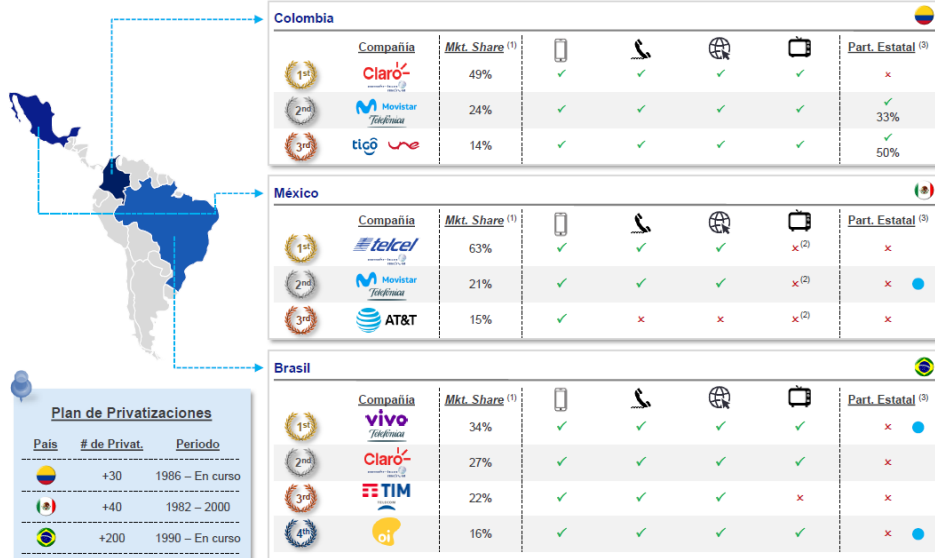 Colombia
Compañía Mkt. Share (1) Part. Estatal (3)
1st Claro 49% ✓ ✓ ✓ ✓ ×
2nd Movistar Telefónica 24% ✓ ✓ ✓ ✓ ✓ 33%
3rd tigo une 14% ✓ ✓ ✓ ✓ ✓ 50%
México
Compañía Mkt. Share (1) Part. Estatal (3)
1st telcel 63% ✓ ✓ ✓ × (2) ×
2nd Movistar Telefónica 21% ✓ ✓ ✓ × (2) ×
3rd AT&T 15% ✓ × × × (2) ×
Brasil
Compañía Mkt. Share (1) Part. Estatal (3)
1st vivo Telefónica 34% ✓ ✓ ✓ ✓ ×
2nd Claro 27% ✓ ✓ ✓ ✓ ×
3rd TIM 22% ✓ ✓ ✓ × ×
4th oi 16% ✓ ✓ ✓ ✓ ×
Plan de Privatizaciones
País # de Privat. Periodo
+30 1986 – En curso
+40 1982 – 2000
+200 1990 – En curso